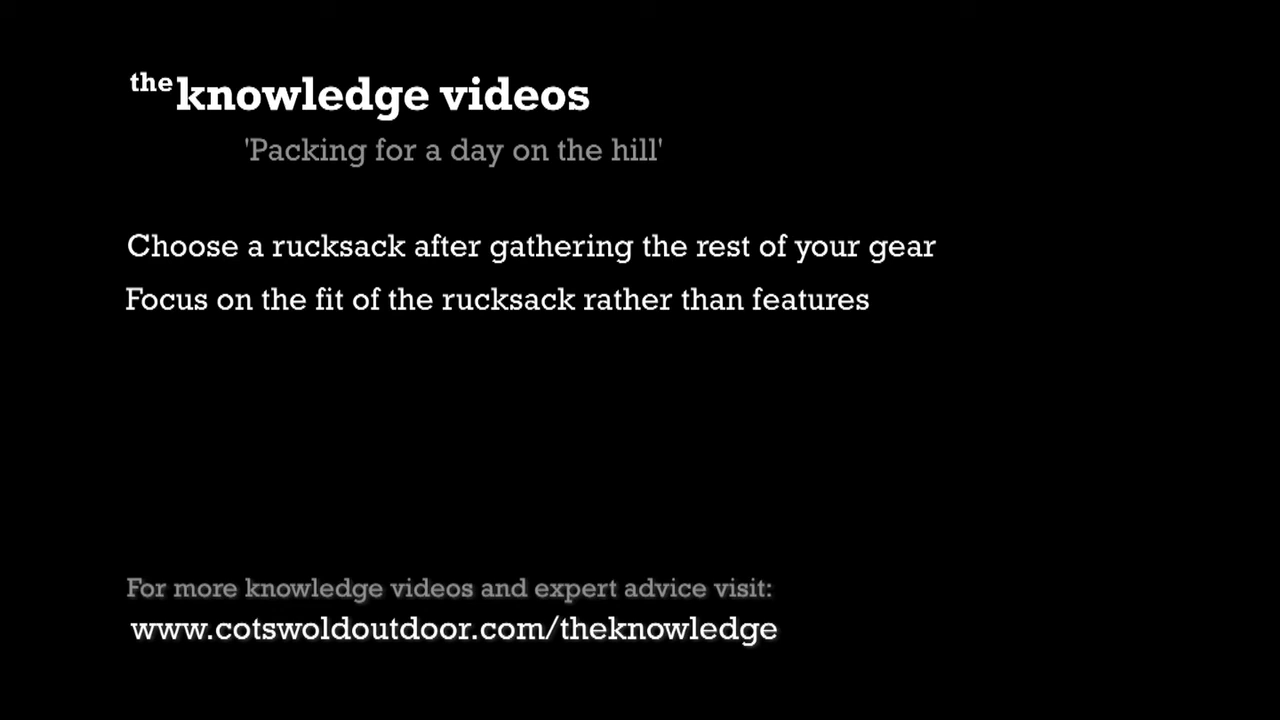 the knowledge videos
'Packing for a day on the hill'
Choose a rucksack after gathering the rest of your gear
Focus on the fit of the rucksack rather than features
For more knowledge videos and expert advice visit:
www.cotswoldoutdoor.com/theknowledge